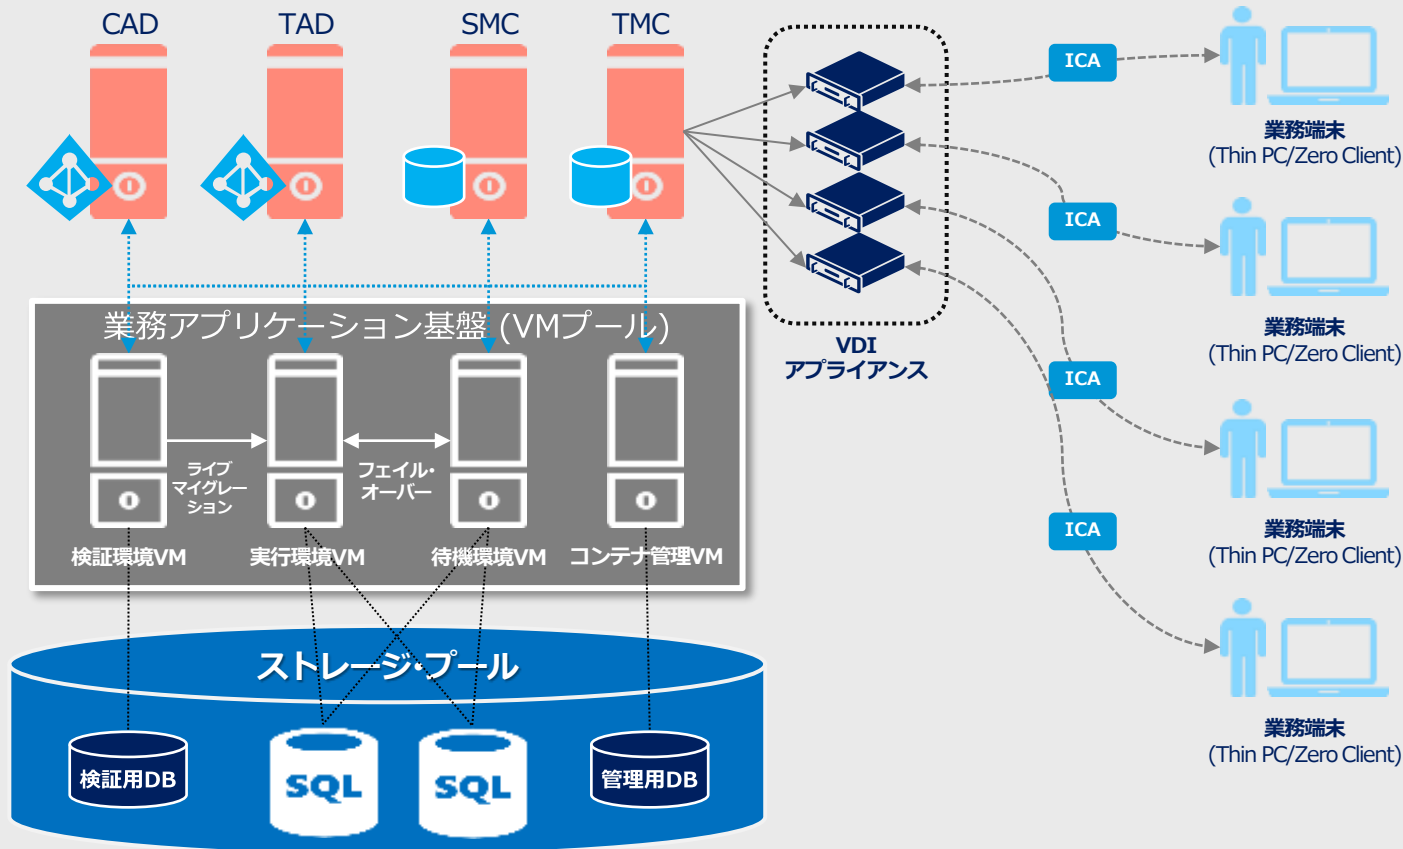 CAD
TAD
SMC
TMC
ICA
業務端末
(Thin PC/Zero Client)
ICA
業務端末
(Thin PC/Zero Client)
VDI
アプライアンス
業務アプリケーション基盤 (VMプール)
ライブ
マイグレー
ション
フェイル・
オーバー
検証環境VM
実行環境VM
待機環境VM
コンテナ管理VM
ICA
業務端末
(Thin PC/Zero Client)
ICA
業務端末
(Thin PC/Zero Client)
ストレージ・プール
検証用DB
SQL
SQL
管理用DB